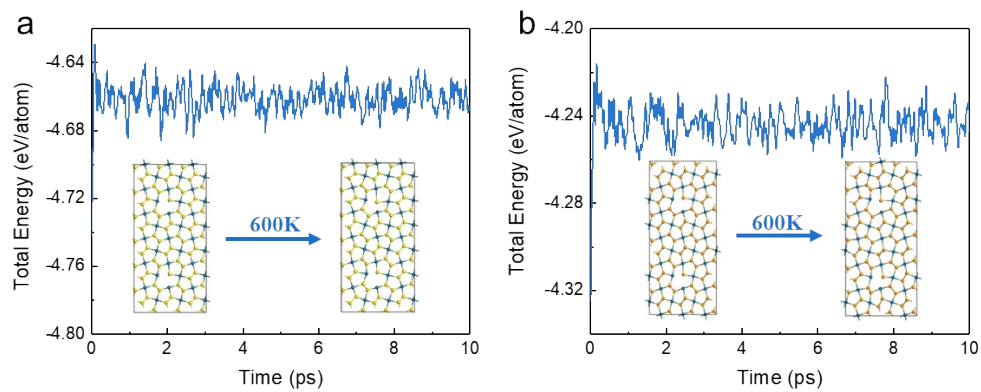 a
Total Energy (eV/atom)
-4.64
-4.68
-4.72
-4.76
-4.80
600K
0
2
4
6
8
10
Time (ps)
b
Total Energy (eV/atom)
-4.20
-4.24
-4.28
-4.32
600K
0
2
4
6
8
10
Time (ps)